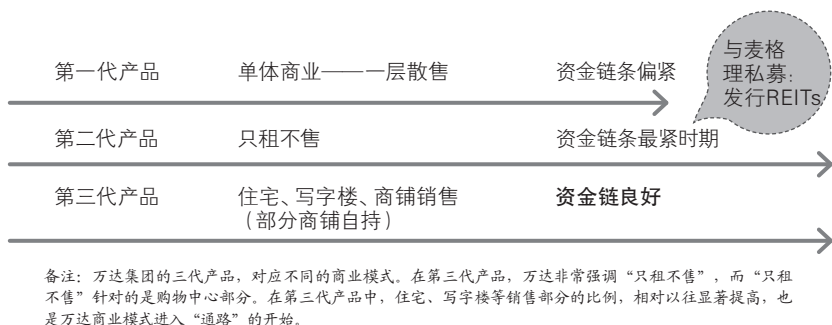 与麦格
理私募：
发行REITs
第一代产品 单体商业——一层散售 资金链条偏紧
第二代产品 只租不售 资金链条最紧时期
第三代产品 住宅、写字楼、商铺销售 资金链良好
（部分商铺自持）
备注：万达集团的三代产品，对应不同的商业模式。在第三代产品，万达非常强调“只租不售”，而“只租
不售”针对的是购物中心部分。在第三代产品中，住宅、写字楼等销售部分的比例，相对以往显著提高，也
是万达商业模式进入“通路”的开始。